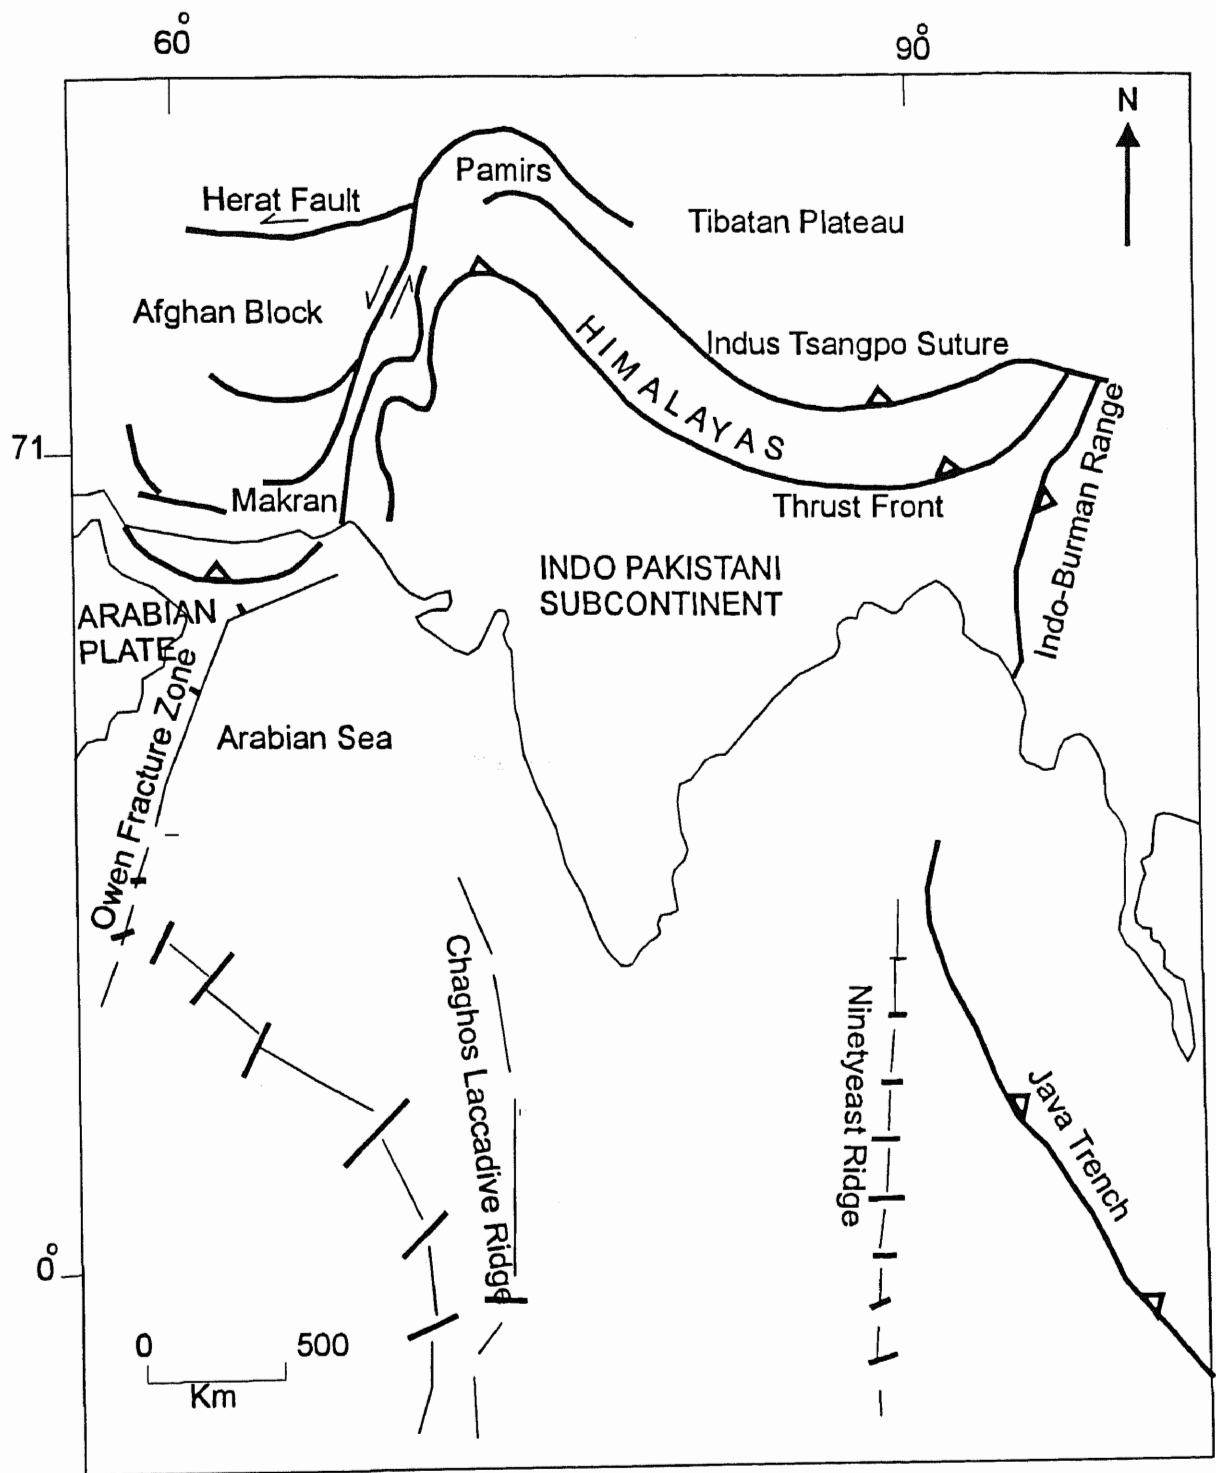 60°
90°
N
Pamirs
Herat Fault
Tibatan Plateau
Afghan Block
Indus Tsangpo Suture
HIMALAYAS
71
Makran
Thrust Front
Indo-Burman Range
INDO PAKISTANI
SUBCONTINENT
ARABIAN
PLATE
Owen Fracture Zone
Arabian Sea
Chaghos Laccadive Ridge
Ninetyeast Ridge
Java Trench
0°
0 500
Km